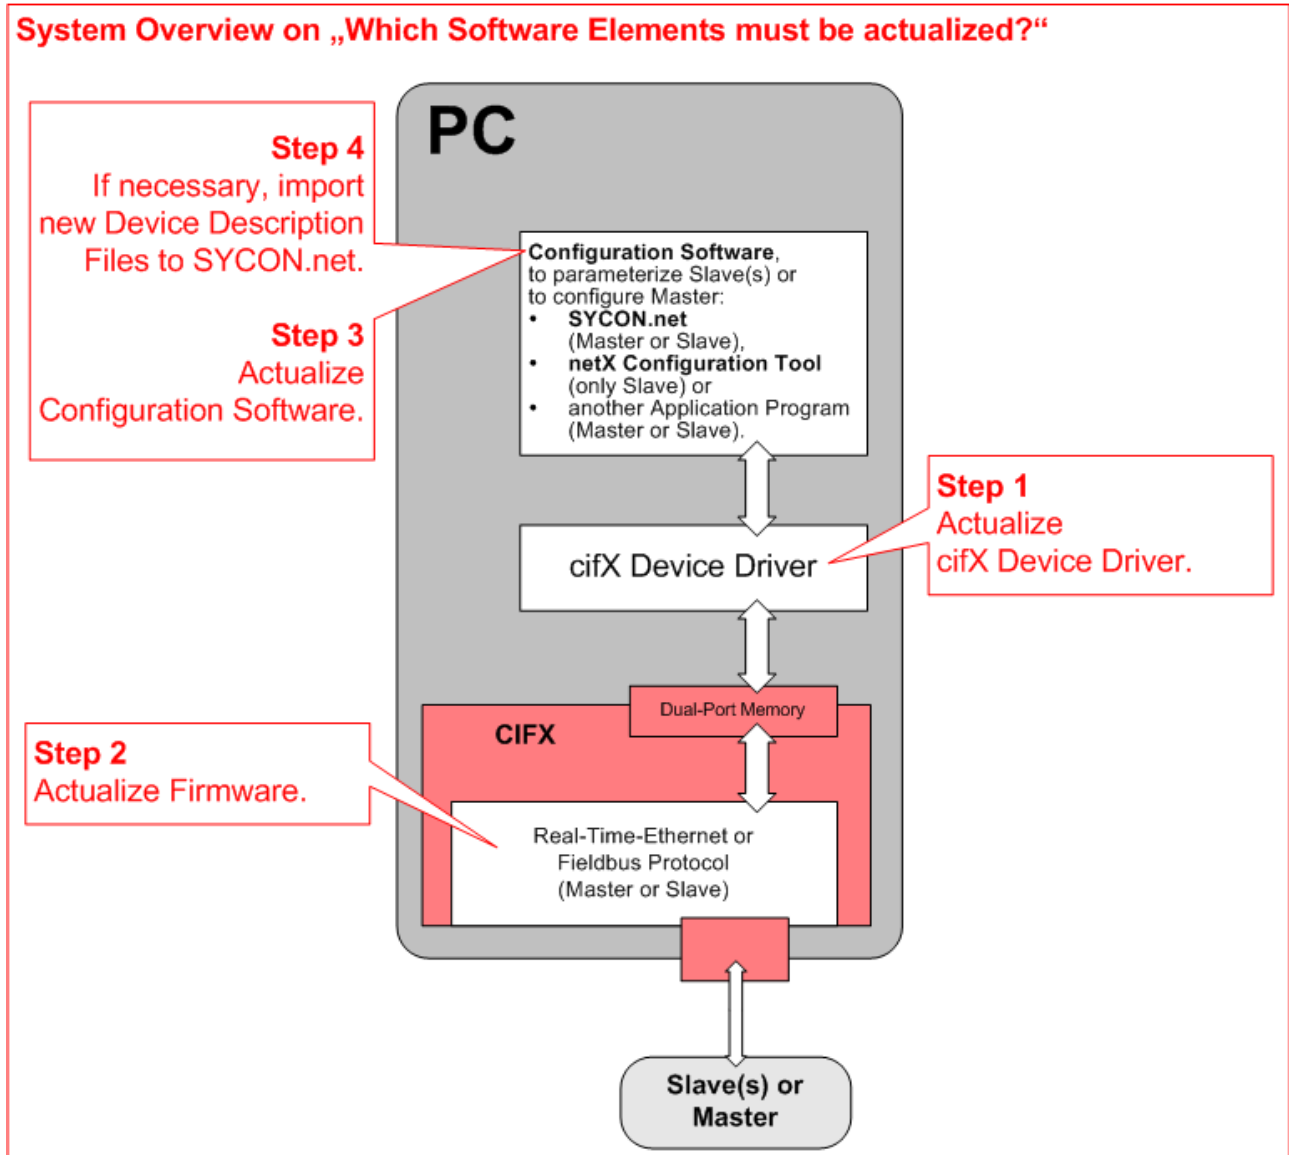 System Overview on „Which Software Elements must be actualized?“
PC
Step 4
If necessary, import
new Device Description
Files to SYCON.net.
Step 3
Actualize
Configuration Software.
Configuration Software,
to parameterize Slave(s) or
to configure Master:
• SYCON.net
(Master or Slave),
• netX Configuration Tool
(only Slave) or
• another Application Program
(Master or Slave).
Step 1
Actualize
cifX Device Driver.
cifX Device Driver
Dual-Port Memory
CIFX
Step 2
Actualize Firmware.
Real-Time-Ethernet or
Fieldbus Protocol
(Master or Slave)
Slave(s) or
Master